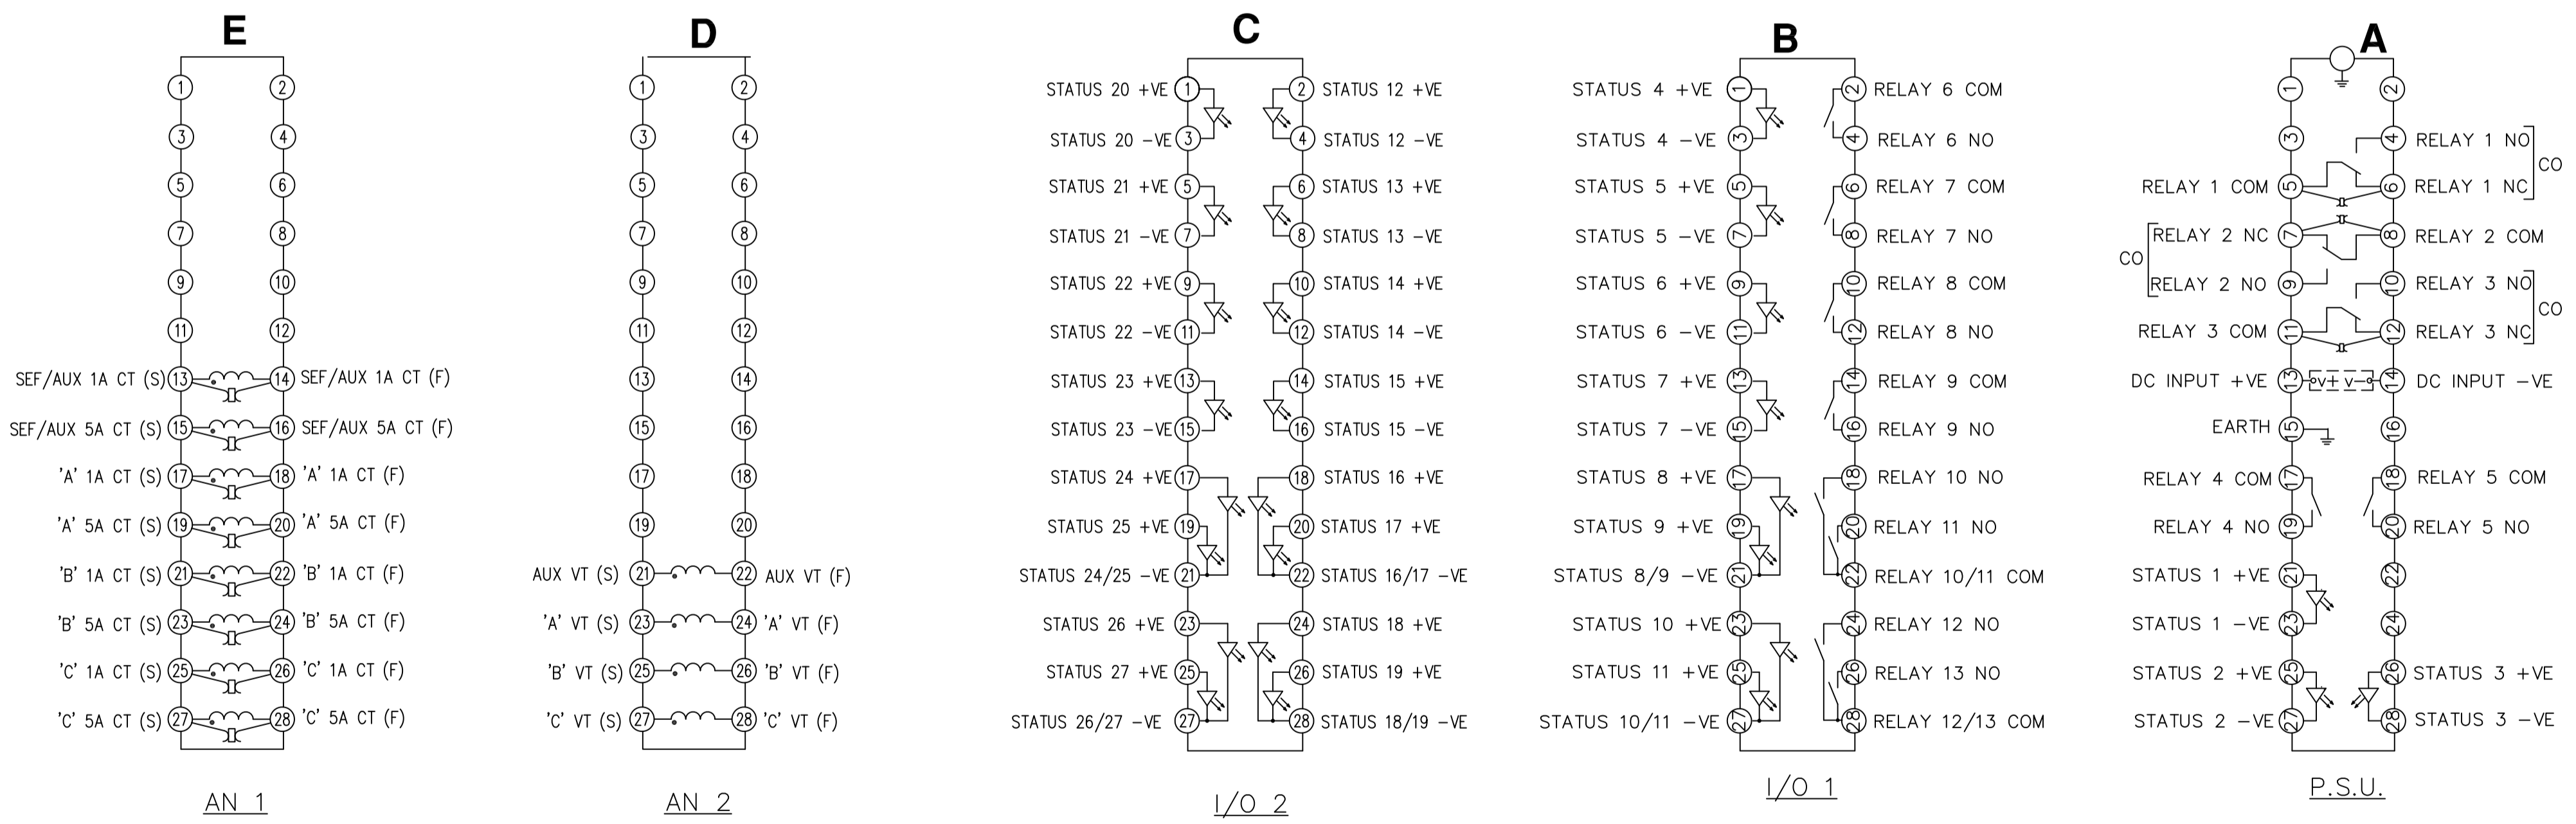 E
1 2
3 4
5 6
7 8
9 10
11 12
SEF/AUX 1A CT (S) 13 14 SEF/AUX 1A CT (F)
SEF/AUX 5A CT (S) 15 16 SEF/AUX 5A CT (F)
'A' 1A CT (S) 17 18 'A' 1A CT (F)
'A' 5A CT (S) 19 20 'A' 5A CT (F)
'B' 1A CT (S) 21 22 'B' 1A CT (F)
'B' 5A CT (S) 23 24 'B' 5A CT (F)
'C' 1A CT (S) 25 26 'C' 1A CT (F)
'C' 5A CT (S) 27 28 'C' 5A CT (F)
AN 1
D
1 2
3 4
5 6
7 8
9 10
11 12
13 14
15 16
17 18
19 20
AUX VT (S) 21 22 AUX VT (F)
'A' VT (S) 23 24 'A' VT (F)
'B' VT (S) 25 26 'B' VT (F)
'C' VT (S) 27 28 'C' VT (F)
AN 2
C
STATUS 20 +VE 1 2 STATUS 12 +VE
STATUS 20 –VE 3 4 STATUS 12 –VE
STATUS 21 +VE 5 6 STATUS 13 +VE
STATUS 21 –VE 7 8 STATUS 13 –VE
STATUS 22 +VE 9 10 STATUS 14 +VE
STATUS 22 –VE 11 12 STATUS 14 –VE
STATUS 23 +VE 13 14 STATUS 15 +VE
STATUS 23 –VE 15 16 STATUS 15 –VE
STATUS 24 +VE 17 18 STATUS 16 +VE
STATUS 25 +VE 19 20 STATUS 17 +VE
STATUS 24/25 –VE 21 22 STATUS 16/17 –VE
STATUS 26 +VE 23 24 STATUS 18 +VE
STATUS 27 +VE 25 26 STATUS 19 +VE
STATUS 26/27 –VE 27 28 STATUS 18/19 –VE
I/O 2
B
STATUS 4 +VE 1 2 RELAY 6 COM
STATUS 4 –VE 3 4 RELAY 6 NO
STATUS 5 +VE 5 6 RELAY 7 COM
STATUS 5 –VE 7 8 RELAY 7 NO
STATUS 6 +VE 9 10 RELAY 8 COM
STATUS 6 –VE 11 12 RELAY 8 NO
STATUS 7 +VE 13 14 RELAY 9 COM
STATUS 7 –VE 15 16 RELAY 9 NO
STATUS 8 +VE 17 18 RELAY 10 NO
STATUS 9 +VE 19 20 RELAY 11 NO
STATUS 8/9 –VE 21 22 RELAY 10/11 COM
STATUS 10 +VE 23 24 RELAY 12 NO
STATUS 11 +VE 25 26 RELAY 13 NO
STATUS 10/11 –VE 27 28 RELAY 12/13 COM
I/O 1
A
1 2
3 4 RELAY 1 NO
CO
RELAY 1 COM 5 6 RELAY 1 NC
RELAY 2 NC 7 8 RELAY 2 COM
CO
RELAY 2 NO 9 10 RELAY 3 NO
CO
RELAY 3 COM 11 12 RELAY 3 NC
DC INPUT +VE 13 V+ V– 14 DC INPUT –VE
EARTH 15 16
RELAY 4 COM 17 18 RELAY 5 COM
RELAY 4 NO 19 20 RELAY 5 NO
STATUS 1 +VE 21 22
STATUS 1 –VE 23 24
STATUS 2 +VE 25 26 STATUS 3 +VE
STATUS 2 –VE 27 28 STATUS 3 –VE
P.S.U.